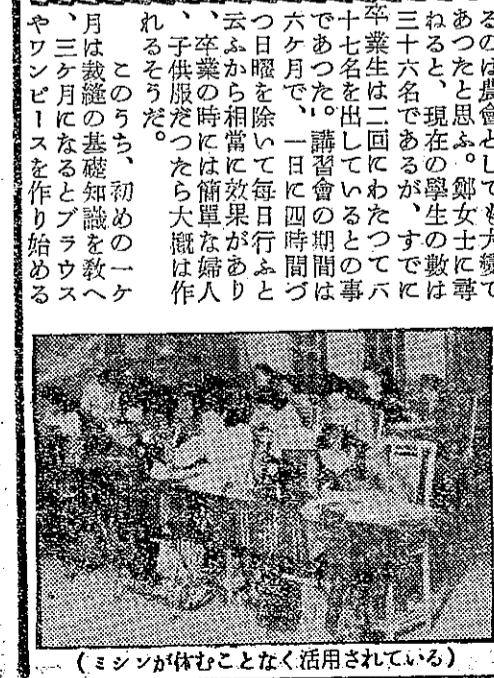 るのは農會としても大變で
あつたと思ふ。鄭女士に尋
ねると、現在の學生の數は
三十六名であるが、すでに
卒業生は二回にわたつて六
十七名を出しているとの事
であつた。講習會の期間は
六ケ月で、一日に四時間づ
つ日曜を除いて毎日行ふと
云ふから相當に效果があり
、卒業の時には簡單な婦人
、子供服だつたら大概は作
れるそうだ。
このうち、初めの一ケ
月は裁縫の基礎知識を敎へ
、三ケ月になるとブラウス
やワンピースを作り始める
(ミシンが休むことなく活用されている)